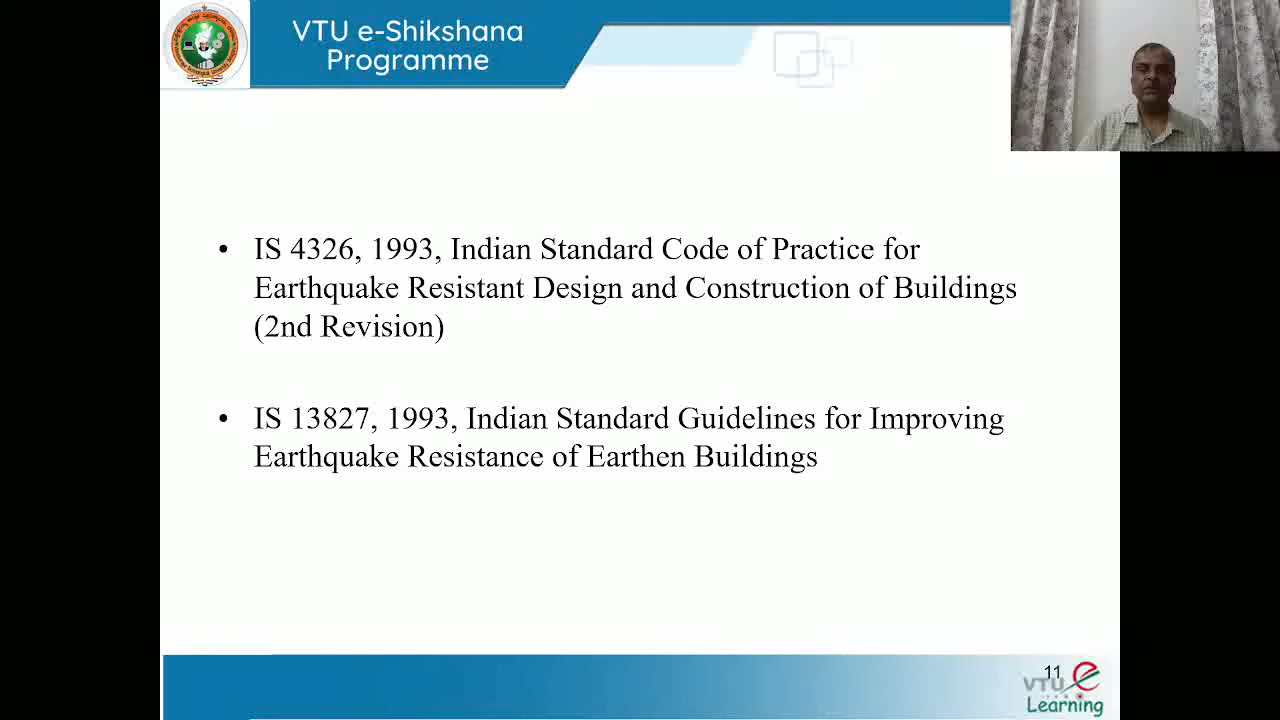 VTU e-Shikshana
Programme
• IS 4326, 1993, Indian Standard Code of Practice for
Earthquake Resistant Design and Construction of Buildings
(2nd Revision)
• IS 13827, 1993, Indian Standard Guidelines for Improving
Earthquake Resistance of Earthen Buildings
11
VTU e
Learning